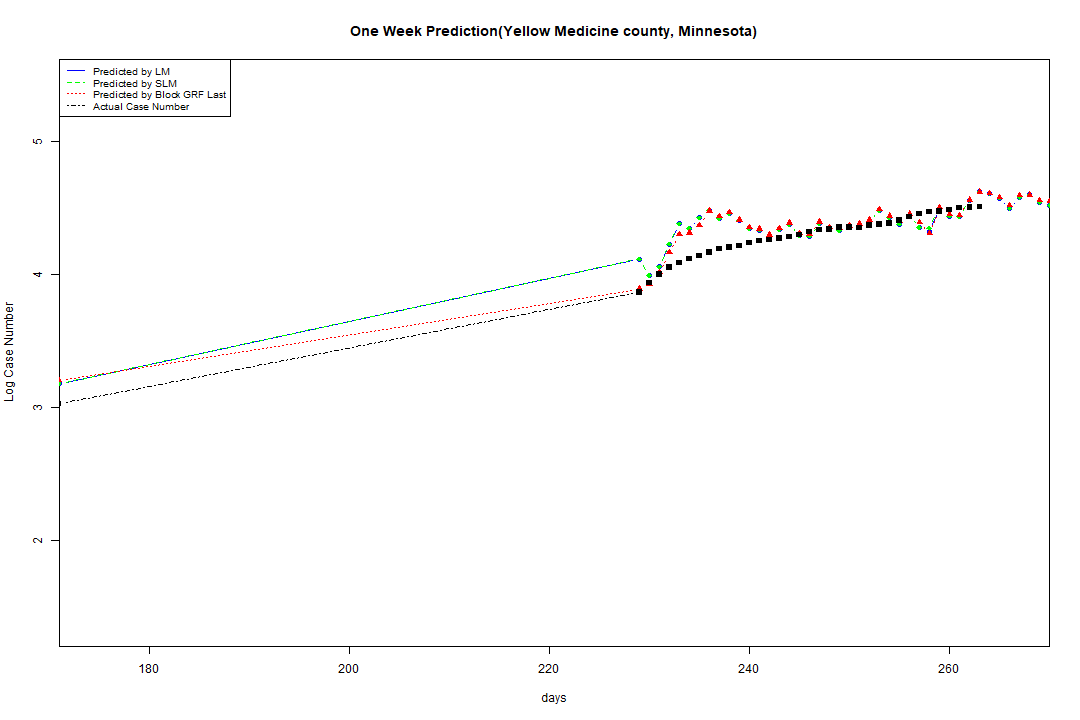 One Week Prediction(Yellow Medicine county, Minnesota)
Predicted by LM
Predicted by SLM
Predicted by Block GRF Last
Actual Case Number
5
4
3
2
Log Case Number
180 200 220 240 260
days